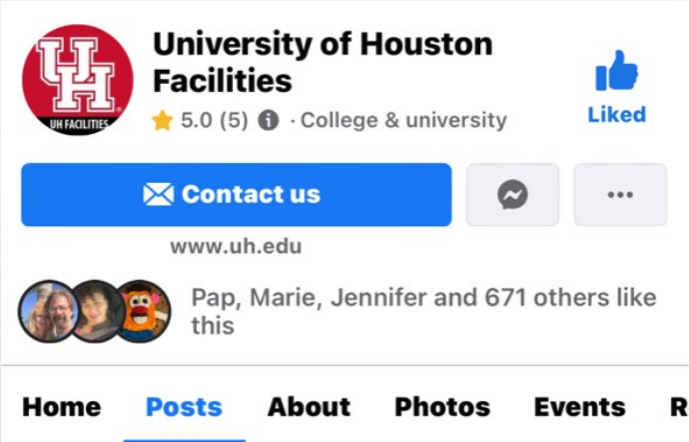 University of Houston
Facilities
UH
UH FACILITIES
5.0 (5) · College & university
Liked
Contact us
www.uh.edu
Pap, Marie, Jennifer and 671 others like
this
Home Posts About Photos Events R